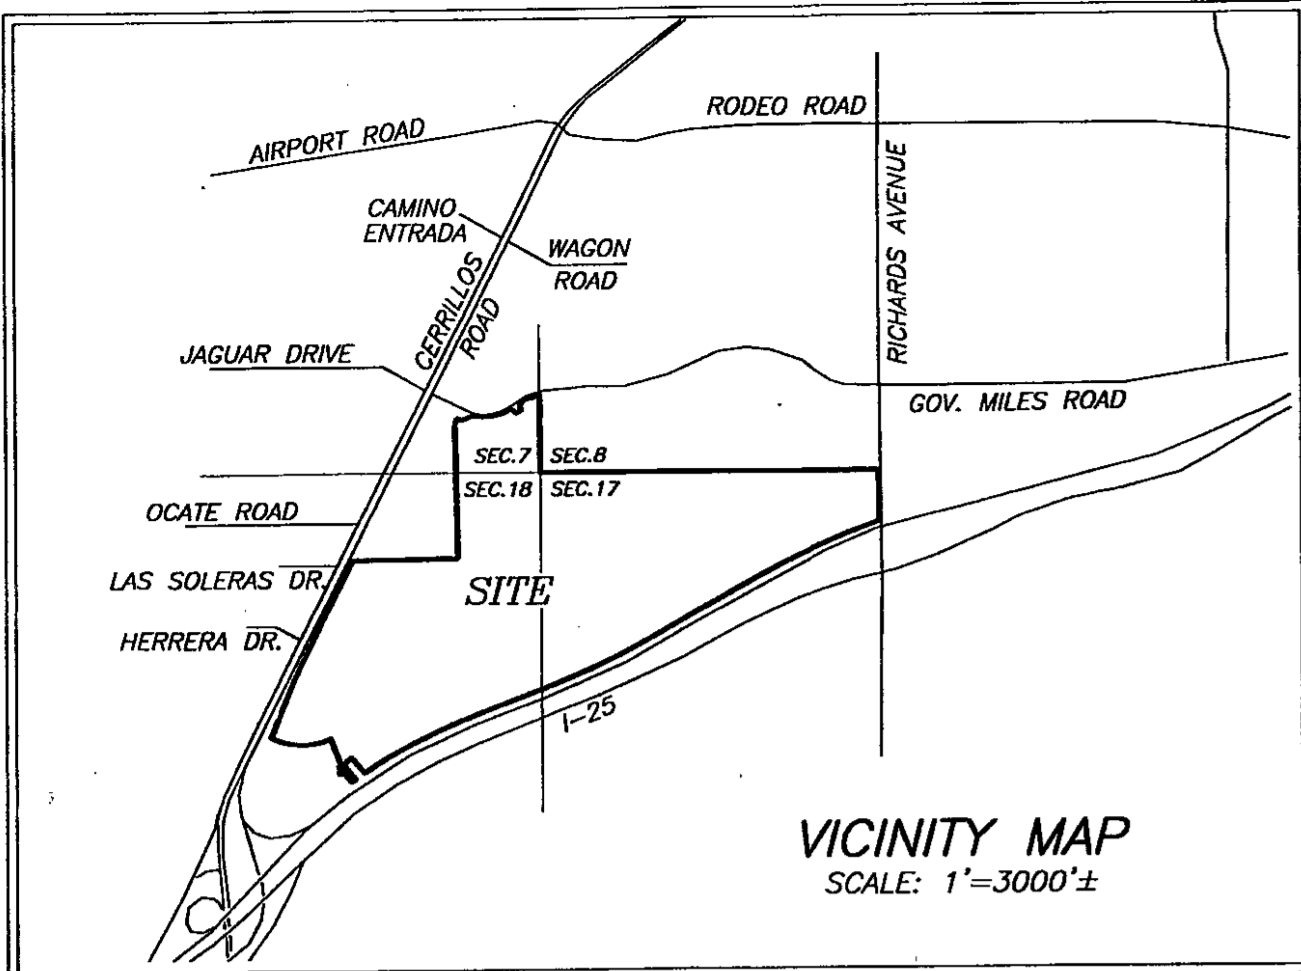 RODEO ROAD
AIRPORT ROAD
RICHARDS AVENUE
CAMINO
ENTRADA
WAGON
ROAD
CERRILLOS
ROAD
JAGUAR DRIVE
GOV. MILES ROAD
SEC.7 SEC.8
SEC.18 SEC.17
OCATE ROAD
LAS SOLERAS DR.
SITE
HERRERA DR.
I-25
VICINITY MAP
SCALE: 1'=3000'±